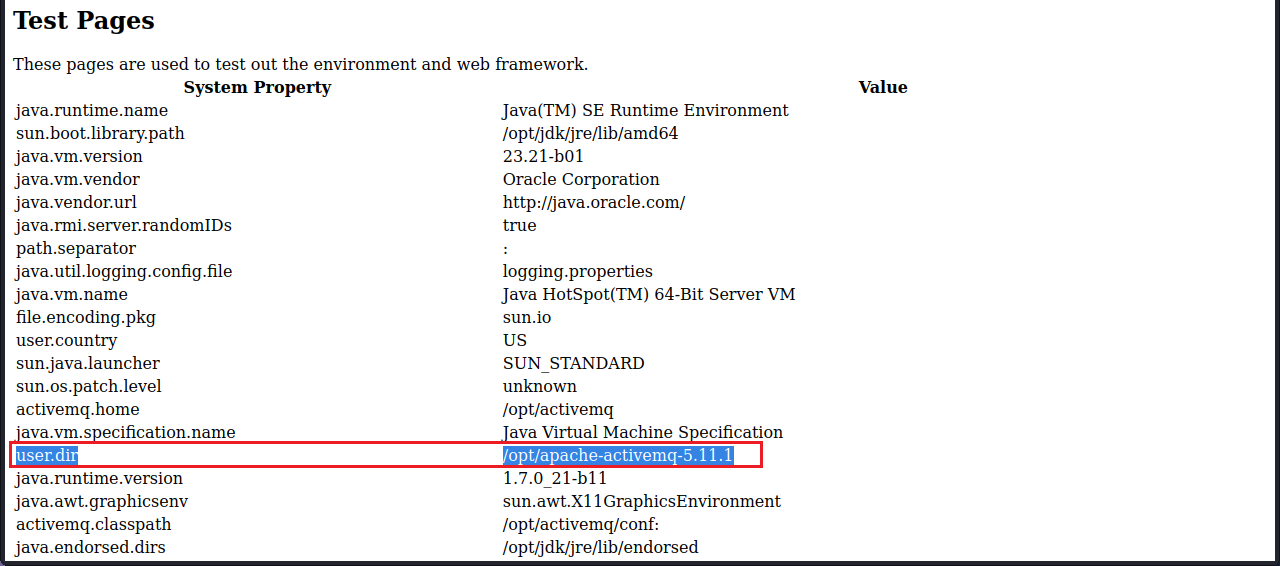 Test Pages
These pages are used to test out the environment and web framework.
System Property Value
java.runtime.name Java(TM) SE Runtime Environment
sun.boot.library.path /opt/jdk/jre/lib/amd64
java.vm.version 23.21-b01
java.vm.vendor Oracle Corporation
java.vendor.url http://java.oracle.com/
java.rmi.server.randomIDs true
path.separator :
java.util.logging.config.file logging.properties
java.vm.name Java HotSpot(TM) 64-Bit Server VM
file.encoding.pkg sun.io
user.country US
sun.java.launcher SUN_STANDARD
sun.os.patch.level unknown
activemq.home /opt/activemq
java.vm.specification.name Java Virtual Machine Specification
user.dir /opt/apache-activemq-5.11.1
java.runtime.version 1.7.0_21-b11
java.awt.graphicsenv sun.awt.X11GraphicsEnvironment
activemq.classpath /opt/activemq/conf:
java.endorsed.dirs /opt/jdk/jre/lib/endorsed